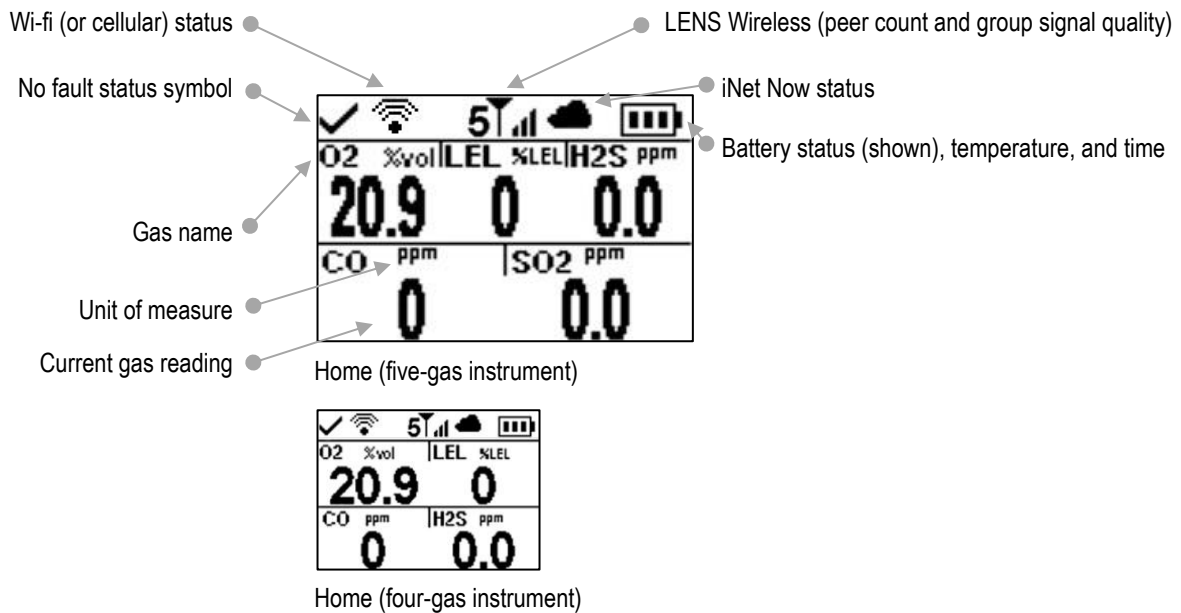 Wi-fi (or cellular) status
LENS Wireless (peer count and group signal quality)
No fault status symbol
iNet Now status
Battery status (shown), temperature, and time
Gas name
Unit of measure
Current gas reading
5
O2 %vol LEL %LEL H2S ppm
20.9 0 0.0
CO ppm SO2 ppm
0 0.0
Home (five-gas instrument)
5
O2 %vol LEL %LEL
20.9 0
CO ppm H2S ppm
0 0.0
Home (four-gas instrument)